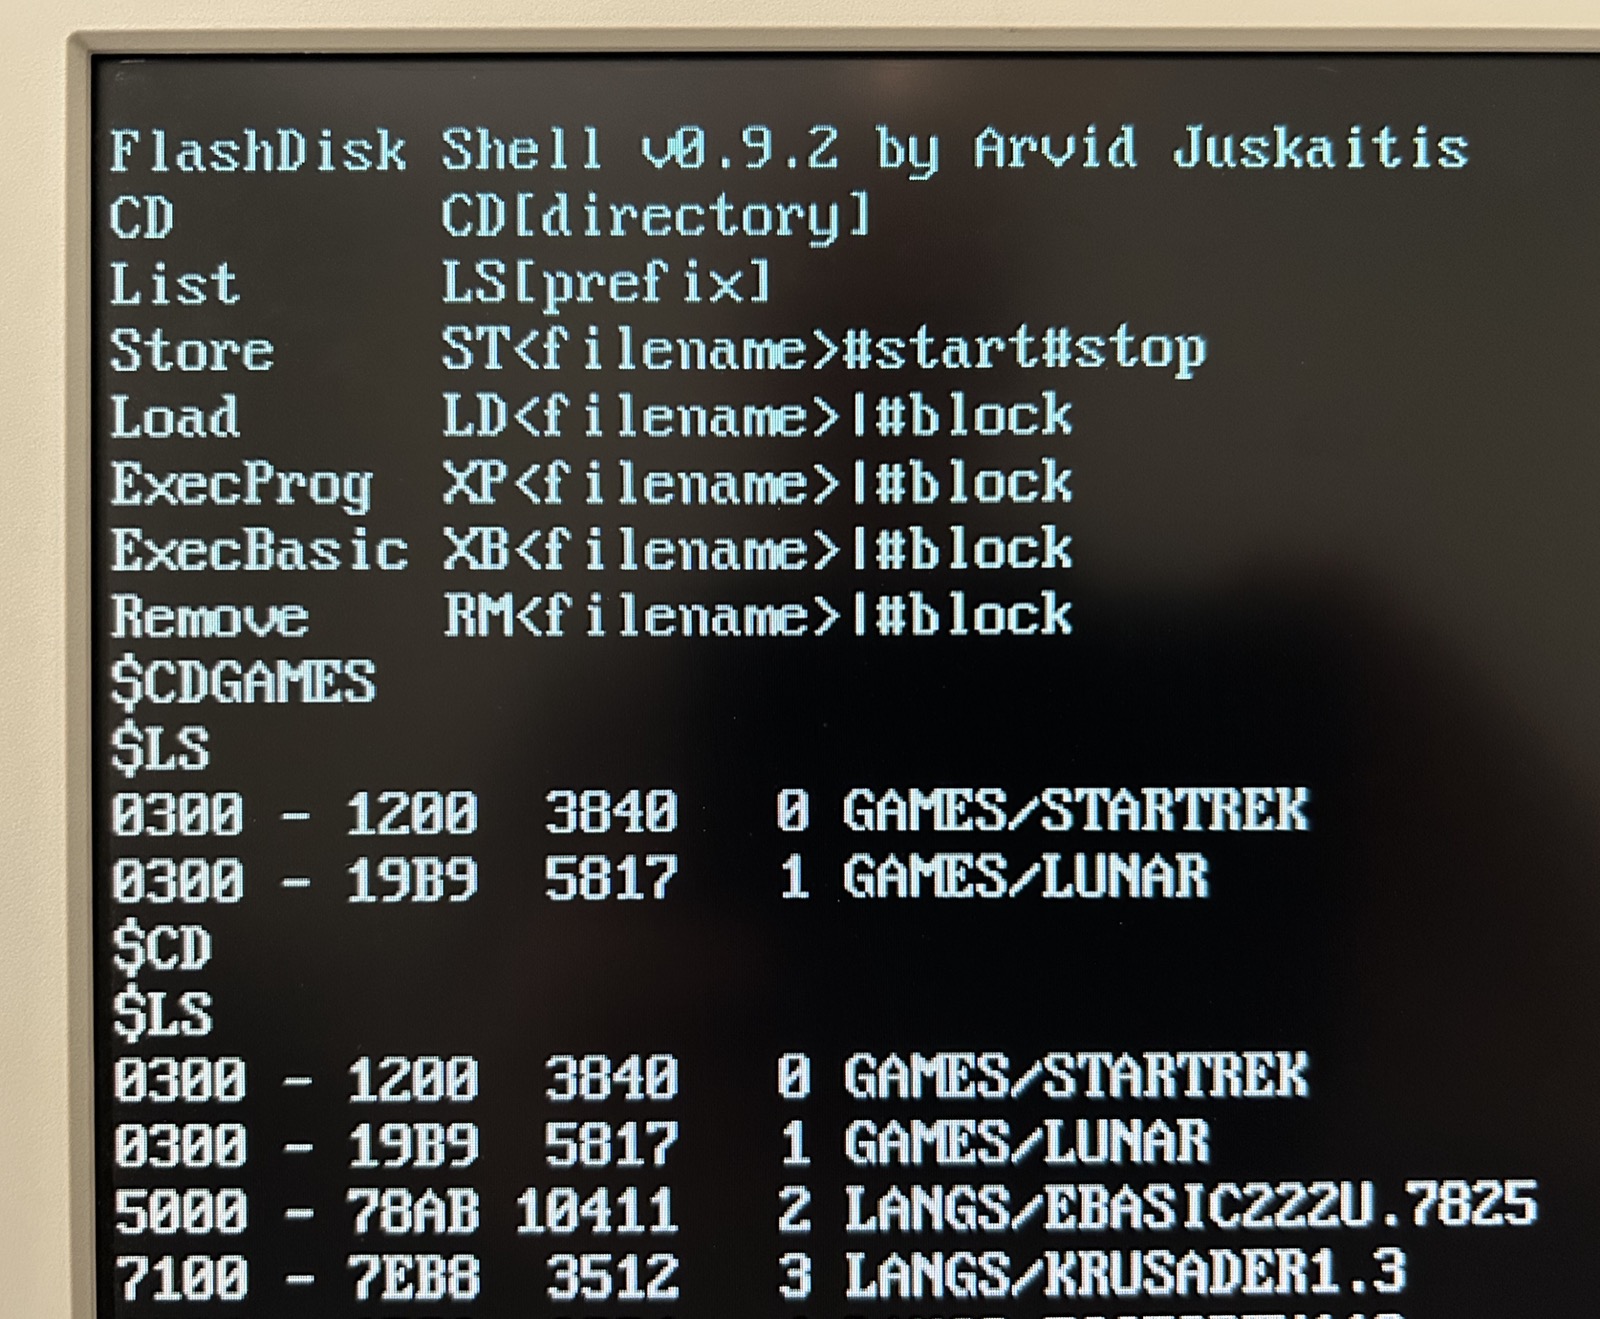 FlashDisk Shell v0.9.2 by Arvid Juskaitis
CD CD[directory]
List LS[prefix]
Store ST<filename>#start#stop
Load LD<filename>|#block
ExecProg XP<filename>|#block
ExecBasic XB<filename>|#block
Remove RM<filename>|#block
$CDGAMES
$LS
0300 - 1200 3840 0 GAMES/STARTREK
0300 - 19B9 5817 1 GAMES/LUNAR
$CD
$LS
0300 - 1200 3840 0 GAMES/STARTREK
0300 - 19B9 5817 1 GAMES/LUNAR
5000 - 78AB 10411 2 LANGS/EBASIC222U.7825
7100 - 7EB8 3512 3 LANGS/KRUSADER1.3